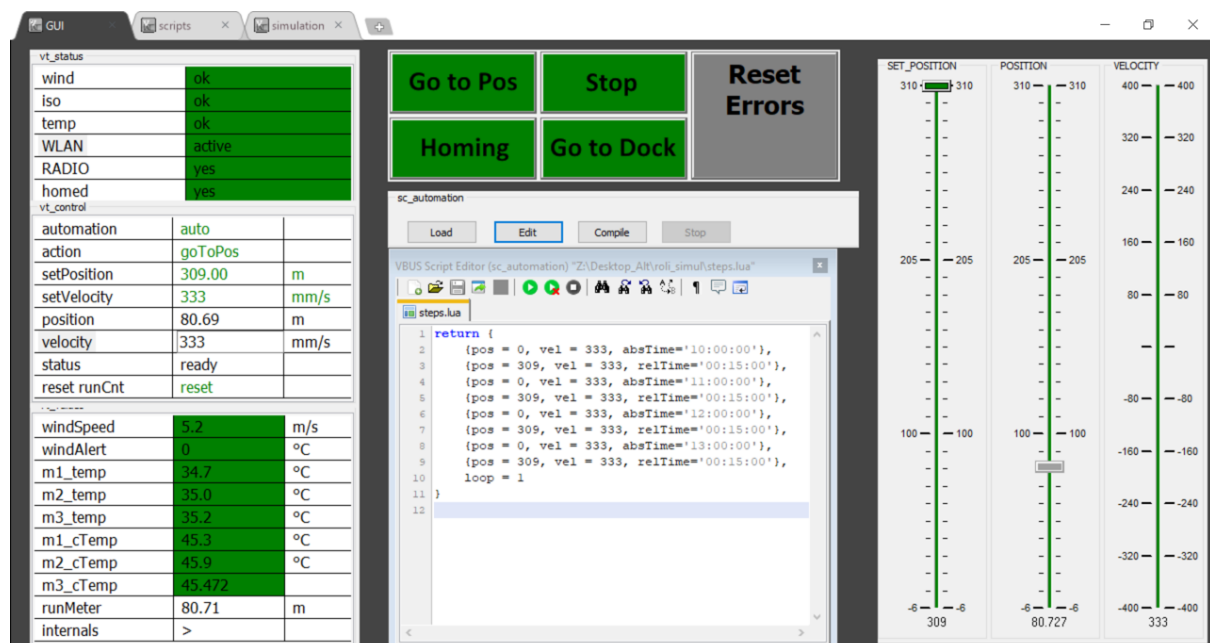 GUI scripts simulation
vt_status
wind ok
iso ok
temp ok
WLAN active
RADIO yes
homed yes
vt_control
automation auto
action goToPos
setPosition 309.00 m
setVelocity 333 mm/s
position 80.69 m
velocity 333 mm/s
status ready
reset runCnt reset
windSpeed 5.2 m/s
windAlert 0 °C
m1_temp 34.7 °C
m2_temp 35.0 °C
m3_temp 35.2 °C
m1_cTemp 45.3 °C
m2_cTemp 45.9 °C
m3_cTemp 45.472
runMeter 80.71 m
internals >
Go to Pos
Stop
Reset
Errors
Homing
Go to Dock
sc_automation
Load Edit Compile Stop
VBUS Script Editor (sc_automation) "Z:\Desktop_Alt\roli_simul\steps.lua"
steps.lua
1 return {
2 {pos = 0, vel = 333, absTime='10:00:00'},
3 {pos = 309, vel = 333, relTime='00:15:00'},
4 {pos = 0, vel = 333, absTime='11:00:00'},
5 {pos = 309, vel = 333, relTime='00:15:00'},
6 {pos = 0, vel = 333, absTime='12:00:00'},
7 {pos = 309, vel = 333, relTime='00:15:00'},
8 {pos = 0, vel = 333, absTime='13:00:00'},
9 {pos = 309, vel = 333, relTime='00:15:00'},
10 loop = 1
11 }
12
SET_POSITION
310 310
205 205
100 100
-6 -6
309
POSITION
310 310
205 205
100 100
-6 -6
80.727
VELOCITY
400 400
320 320
240 240
160 160
80 80
-80 -80
-160 -160
-240 -240
-320 -320
-400 -400
333